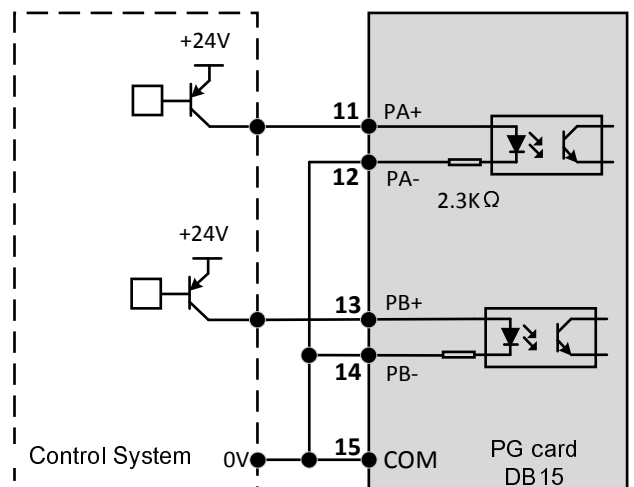 +24V
11 PA+
12 PA-
2.3KΩ
+24V
13 PB+
14 PB-
15 COM
0V
Control System
PG card
DB15